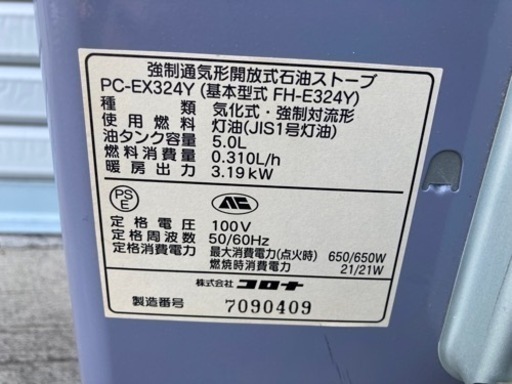 強制通気形開放式石油ストーブ
PC-EX324Y (基本型式 FH-E324Y)
種類 気化式・強制対流形
使用燃料 灯油(JIS1号灯油)
油タンク容量 5.0L
燃料消費量 0.310L/h
暖房出力 3.19kW
PS
E
定格電圧 100V
定格周波数 50/60Hz
定格消費電力 最大消費電力(点火時) 650/650W
燃焼時消費電力 21/21W
株式会社 コロナ
製造番号 7090409